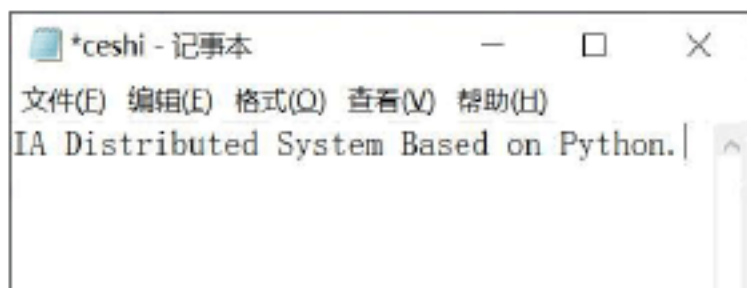 *ceshi - 记事本
文件(F) 编辑(E) 格式(O) 查看(V) 帮助(H)
IA Distributed System Based on Python.